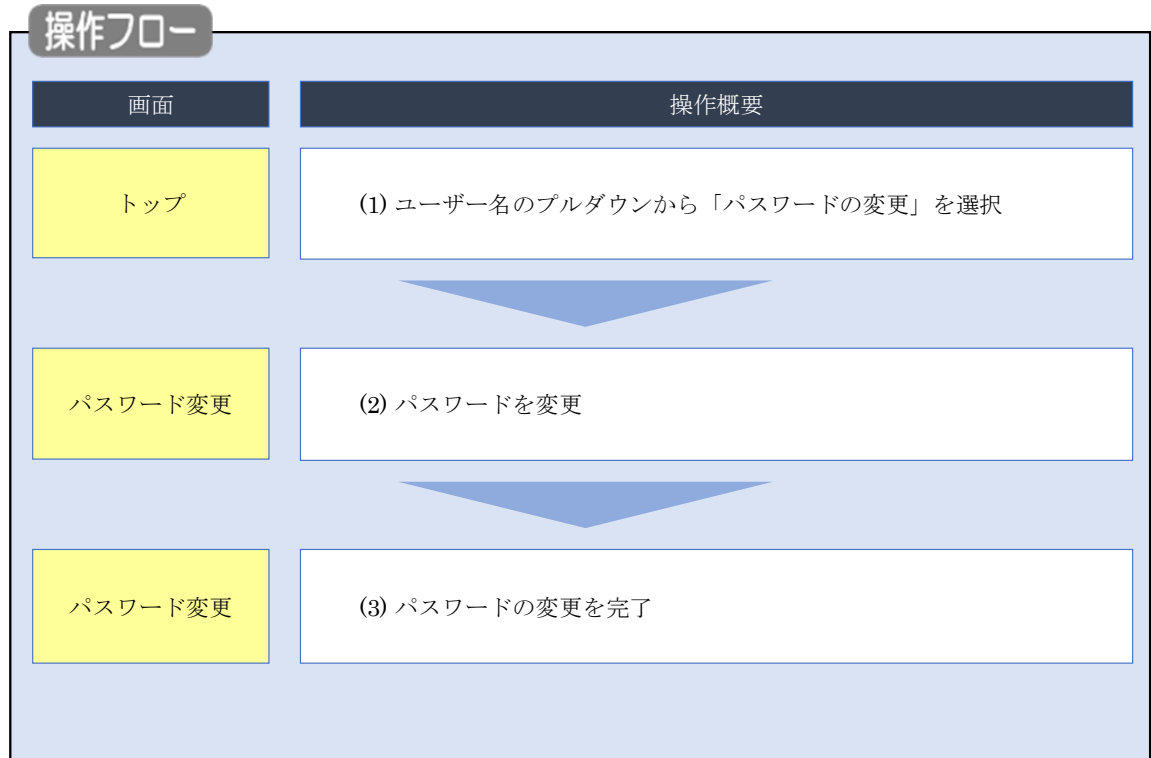 操作フロー
画面 操作概要
トップ (1) ユーザー名のプルダウンから「パスワードの変更」を選択
パスワード変更 (2) パスワードを変更
パスワード変更 (3) パスワードの変更を完了